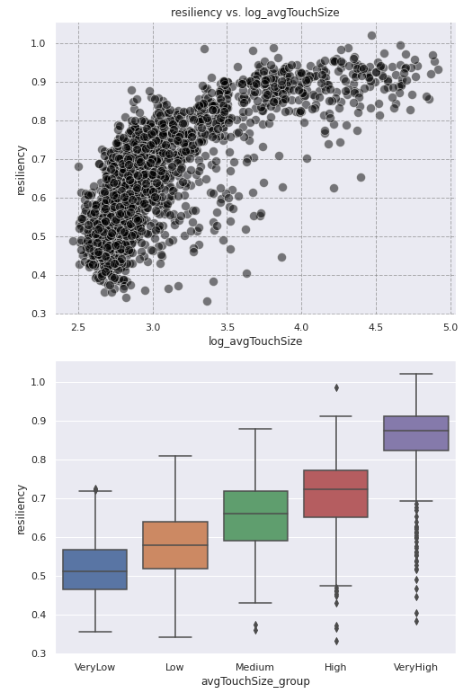 resiliency vs. log_avgTouchSize
1.0
0.9
0.8
0.7
0.6
0.5
0.4
0.3
resiliency
2.5 3.0 3.5 4.0 4.5 5.0
log_avgTouchSize
1.0
0.9
0.8
0.7
0.6
0.5
0.4
0.3
resiliency
VeryLow Low Medium High VeryHigh
avgTouchSize_group